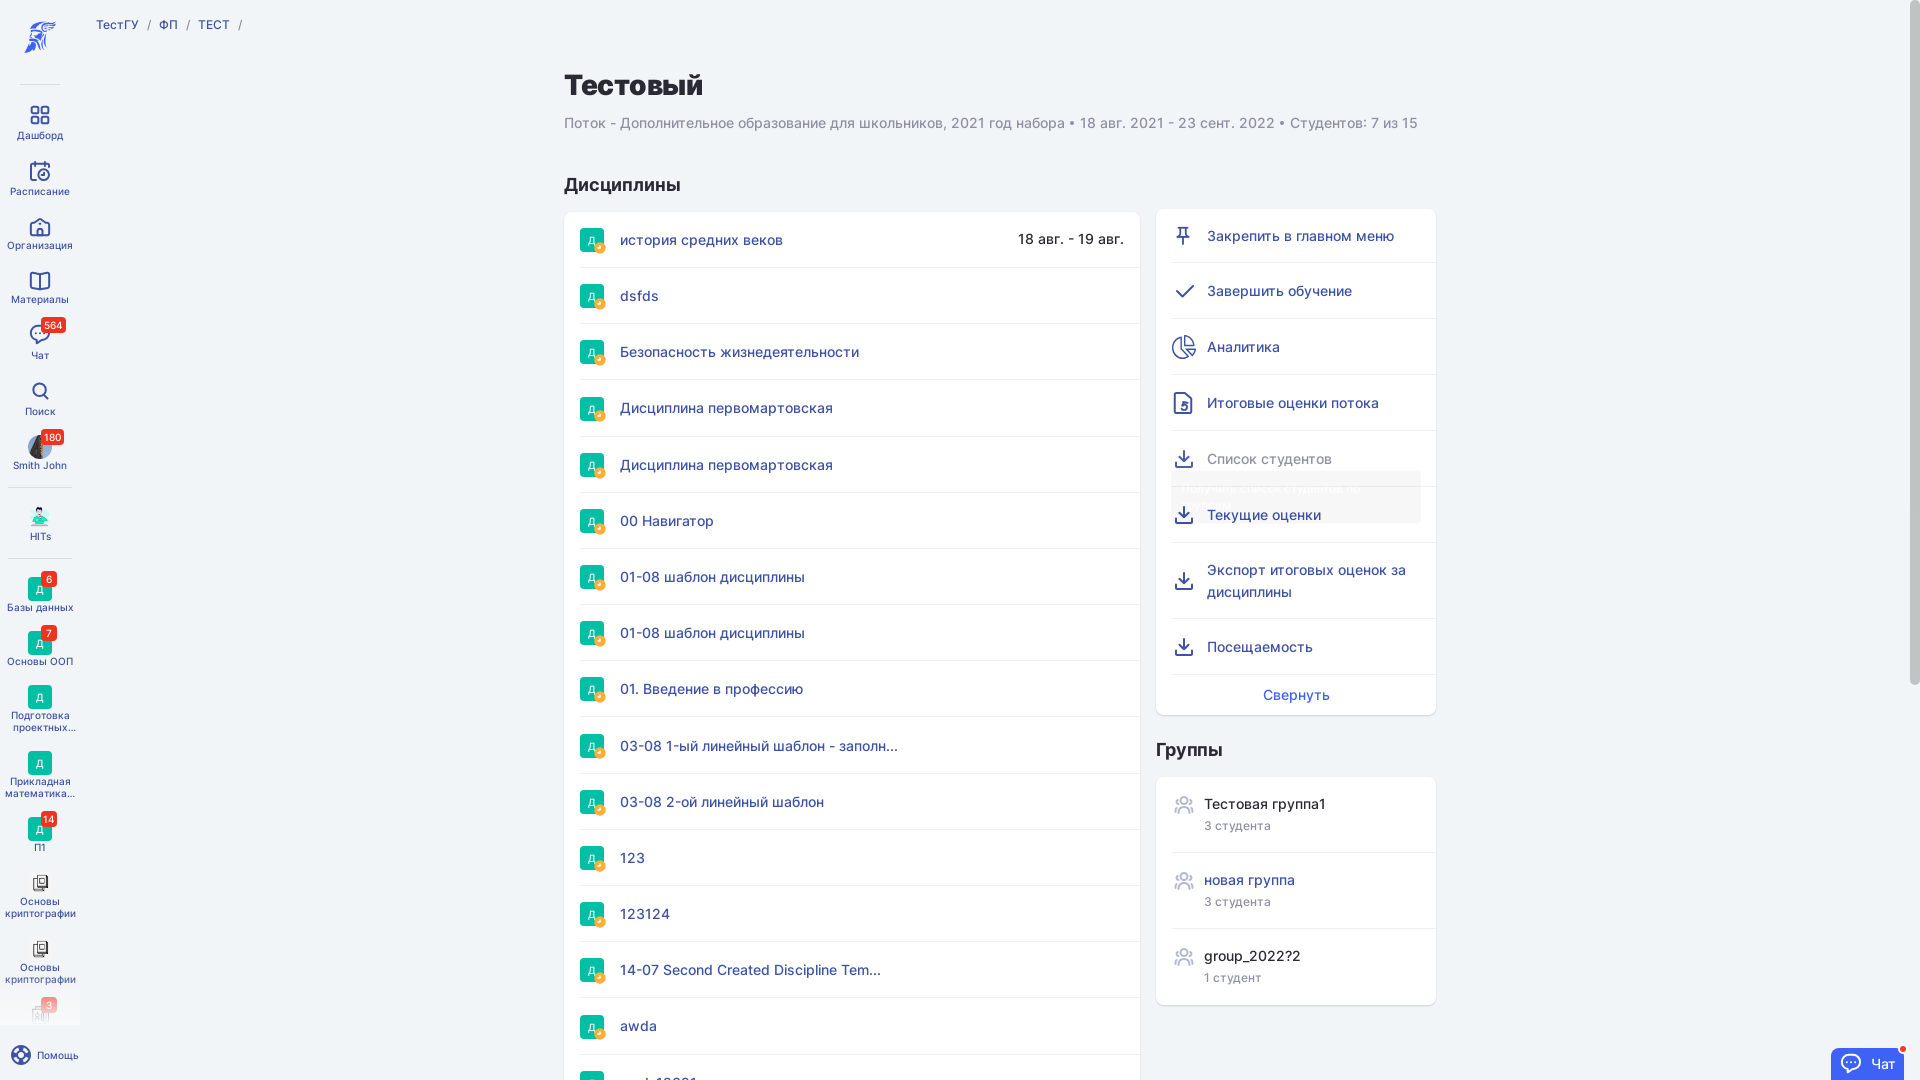 ТестГУ / ФП / ТЕСТ /
Тестовый
Поток - Дополнительное образование для школьников, 2021 год набора • 18 авг. 2021 - 23 сент. 2022 • Студентов: 7 из 15
Дашборд
Расписание
Организация
Материалы
564
Чат
Поиск
180
Smith John
HITs
6
Д
Базы данных
7
Д
Основы ООП
Д
Подготовка
проектных...
Д
Прикладная
математика...
14
Д
П1
Основы
криптографии
Основы
криптографии
3
Помощь
Дисциплины
Д история средних веков 18 авг. - 19 авг.
Д dsfds
Д Безопасность жизнедеятельности
Д Дисциплина первомартовская
Д Дисциплина первомартовская
Д 00 Навигатор
Д 01-08 шаблон дисциплины
Д 01-08 шаблон дисциплины
Д 01. Введение в профессию
Д 03-08 1-ый линейный шаблон - заполн...
Д 03-08 2-ой линейный шаблон
Д 123
Д 123124
Д 14-07 Second Created Discipline Tem...
Д awda
Закрепить в главном меню
Завершить обучение
Аналитика
Итоговые оценки потока
Список студентов
Текущие оценки
Экспорт итоговых оценок за
дисциплины
Посещаемость
Свернуть
Группы
Тестовая группа1
3 студента
новая группа
3 студента
group_2022?2
1 студент
Чат